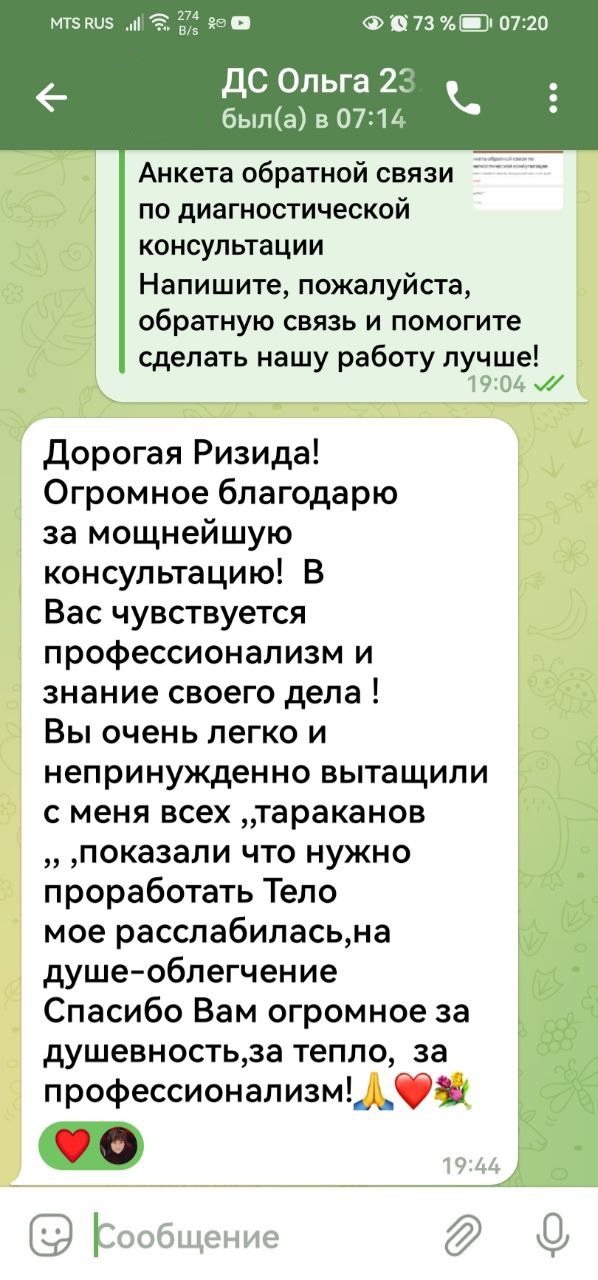 MTS RUS 274 B/s 73 % 07:20
ДС Ольга 23
был(а) в 07:14
Анкета обратной связи
по диагностической
консультации
Напишите, пожалуйста,
обратную связь и помогите
сделать нашу работу лучше!
19:04
Дорогая Ризида!
Огромное благодарю
за мощнейшую
консультацию!  В
Вас чувствуется
профессионализм и
знание своего дела !
Вы очень легко и
непринужденно вытащили
с меня всех ,,тараканов
,, ,показали что нужно
проработать Тело
мое расслабилась,на
душе-облегчение
Спасибо Вам огромное за
душевность,за тепло,  за
профессионализм!🙏❤️💐
19:44
Сообщение